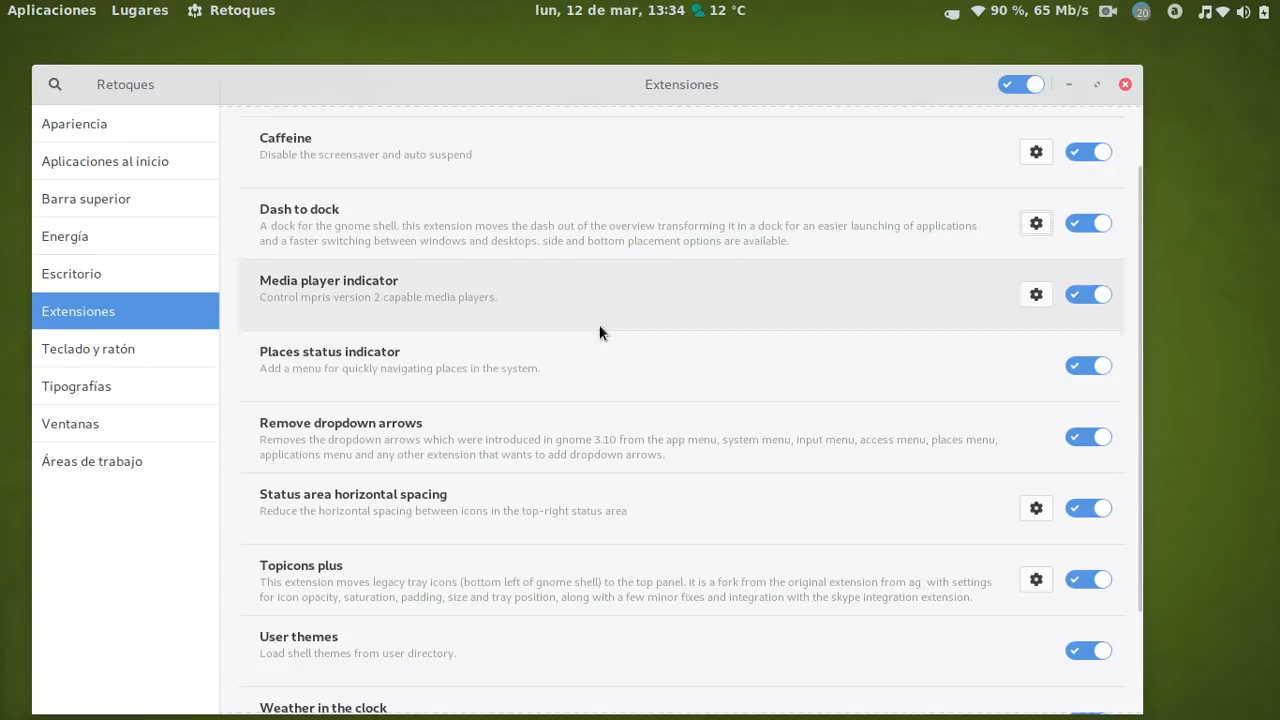 Aplicaciones Lugares Retoques lun, 12 de mar, 13:34 12 °C 90 %, 65 Mb/s 20 a
Retoques Extensiones
Apariencia
Aplicaciones al inicio
Barra superior
Energía
Escritorio
Extensiones
Teclado y ratón
Tipografías
Ventanas
Áreas de trabajo
Caffeine
Disable the screensaver and auto suspend
Dash to dock
A dock for the gnome shell. this extension moves the dash out of the overview transforming it in a dock for an easier launching of applications
and a faster switching between windows and desktops. side and bottom placement options are available.
Media player indicator
Control mpris version 2 capable media players.
Places status indicator
Add a menu for quickly navigating places in the system.
Remove dropdown arrows
Removes the dropdown arrows which were introduced in gnome 3.10 from the app menu, system menu, input menu, access menu, places menu,
applications menu and any other extension that wants to add dropdown arrows.
Status area horizontal spacing
Reduce the horizontal spacing between icons in the top-right status area
Topicons plus
This extension moves legacy tray icons (bottom left of gnome shell) to the top panel. it is a fork from the original extension from ag with settings
for icon opacity, saturation, padding, size and tray position, along with a few minor fixes and integration with the skype integration extension.
User themes
Load shell themes from user directory.
Weather in the clock